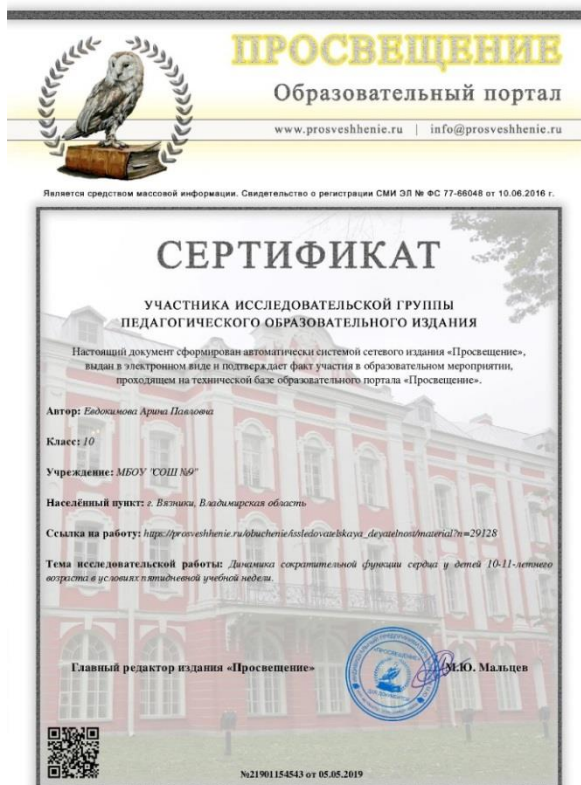 ПРОСВЕЩЕНИЕ
Образовательный портал
www.prosveshhenie.ru | info@prosveshhenie.ru
Является средством массовой информации. Свидетельство о регистрации СМИ ЭЛ № ФС 77-66048 от 10.06.2016 г.
СЕРТИФИКАТ
УЧАСТНИКА ИССЛЕДОВАТЕЛЬСКОЙ ГРУППЫ
ПЕДАГОГИЧЕСКОГО ОБРАЗОВАТЕЛЬНОГО ИЗДАНИЯ
Настоящий документ сформирован автоматически системой сетевого издания «Просвещение»,
выдан в электронном виде и подтверждает факт участия в образовательном мероприятии,
проходящем на технической базе образовательного портала «Просвещение».
Автор: Евдокимова Арина Павловна
Класс: 10
Учреждение: МБОУ "СОШ №9"
Населённый пункт: г. Вязники, Владимирская область
Ссылка на работу: https://prosveshhenie.ru/obuchenie/issledovatelskaya_deyatelnost/material?n=29128
Тема исследовательской работы: Динамика сократительной функции сердца у детей 10-11-летнего
возраста в условиях пятидневной учебной недели.
Главный редактор издания «Просвещение»
М.Ю. Мальцев
№21901154543 от 05.05.2019